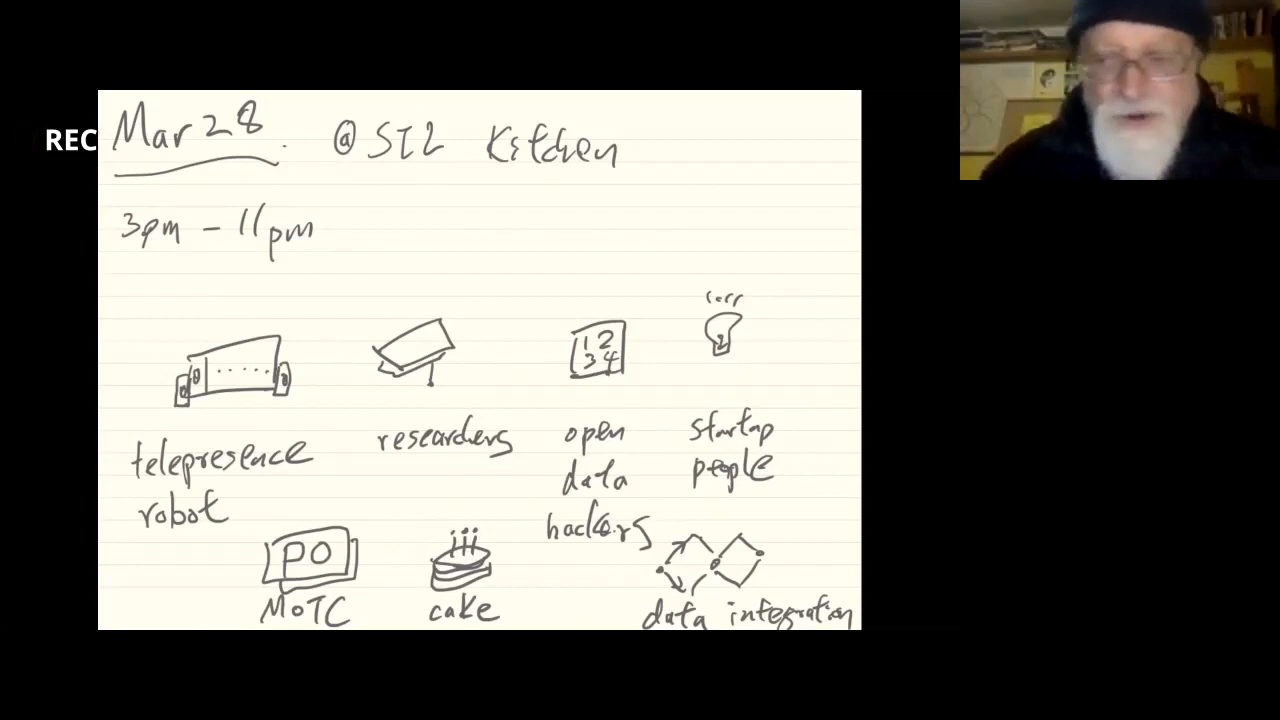 REC
Mar 28. @ STL Kitchen
3pm - 11pm
1 2
3 4
telepresence
robot
researchers
open
data
hackers
startup
people
PO
MoTC
cake
data integration